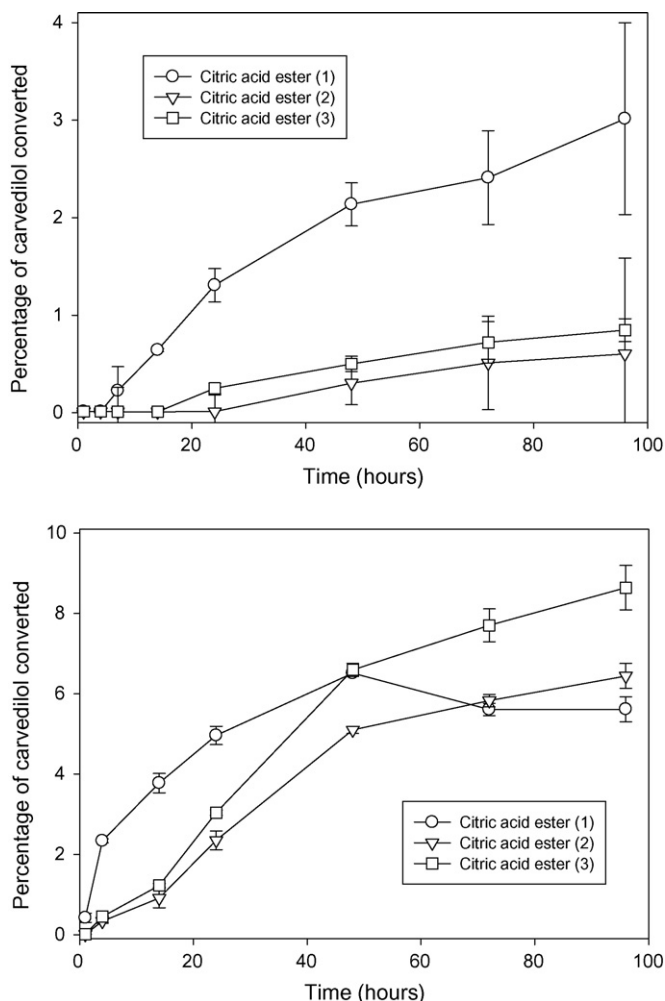 4
3
2
1
0
Percentage of carvedilol converted
Citric acid ester (1)
Citric acid ester (2)
Citric acid ester (3)
0 20 40 60 80 100
Time (hours)
10
8
6
4
2
0
Percentage of carvedilol converted
Citric acid ester (1)
Citric acid ester (2)
Citric acid ester (3)
0 20 40 60 80 100
Time (hours)